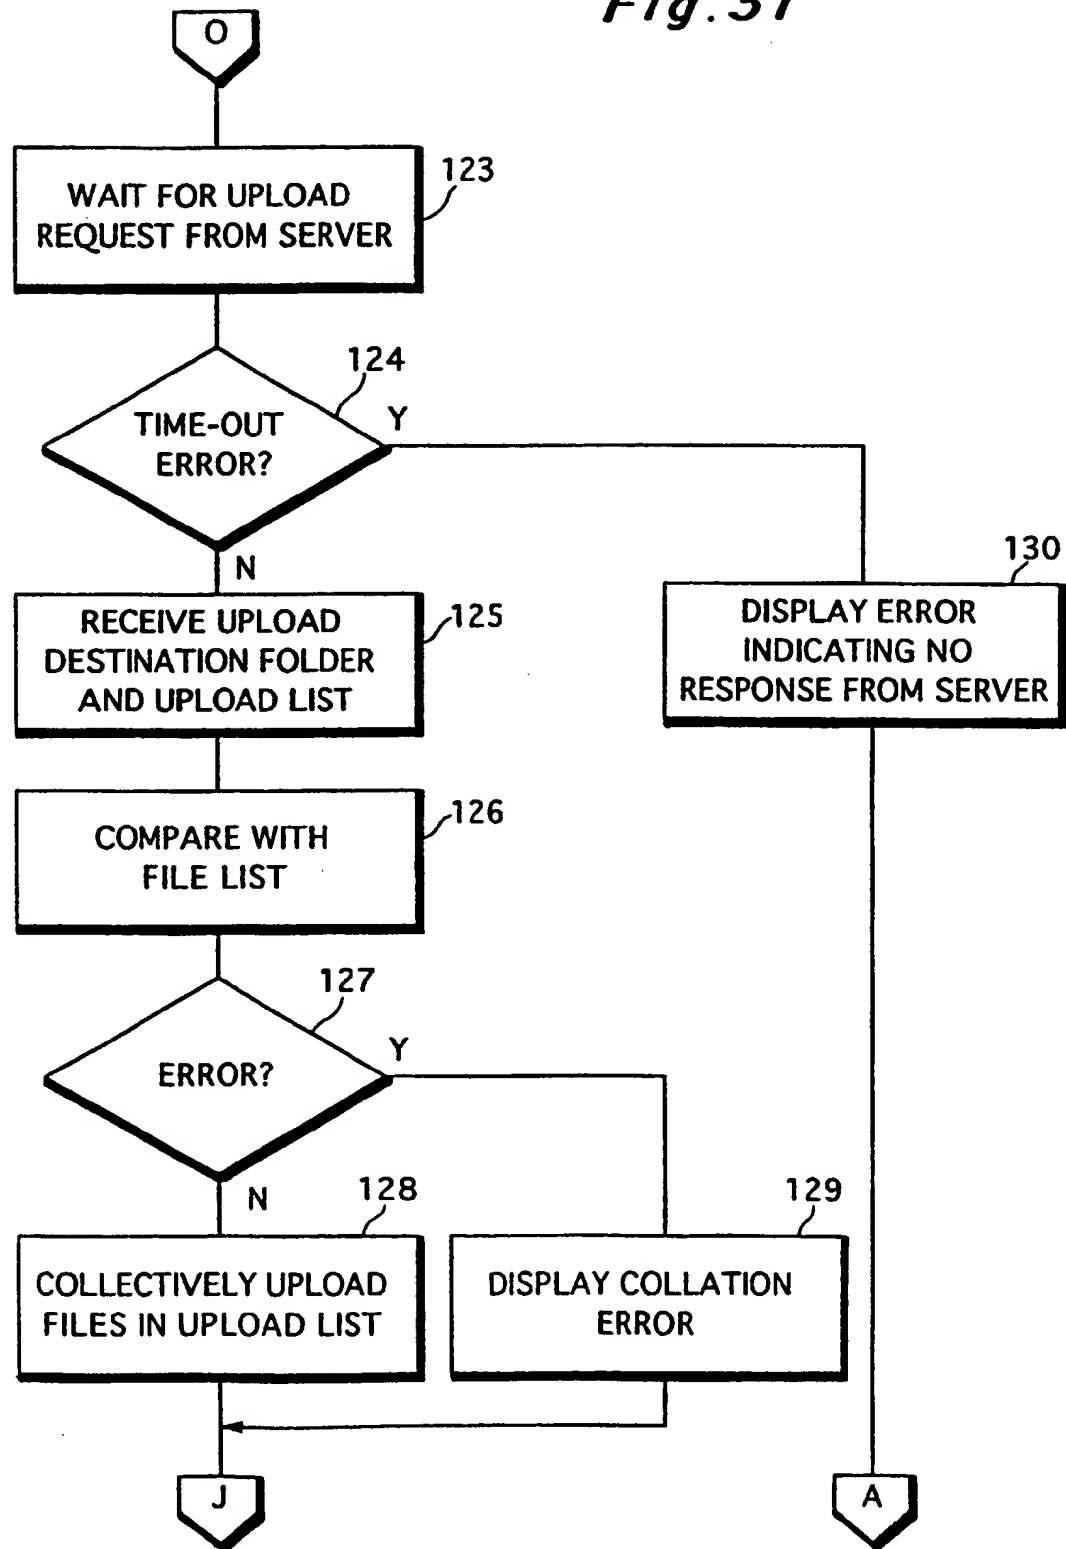 Fig. 31
O
WAIT FOR UPLOAD
REQUEST FROM SERVER
123
TIME-OUT
ERROR?
124
Y
N
RECEIVE UPLOAD
DESTINATION FOLDER
AND UPLOAD LIST
125
DISPLAY ERROR
INDICATING NO
RESPONSE FROM SERVER
130
COMPARE WITH
FILE LIST
126
ERROR?
127
Y
N
COLLECTIVELY UPLOAD
FILES IN UPLOAD LIST
128
DISPLAY COLLATION
ERROR
129
J
A